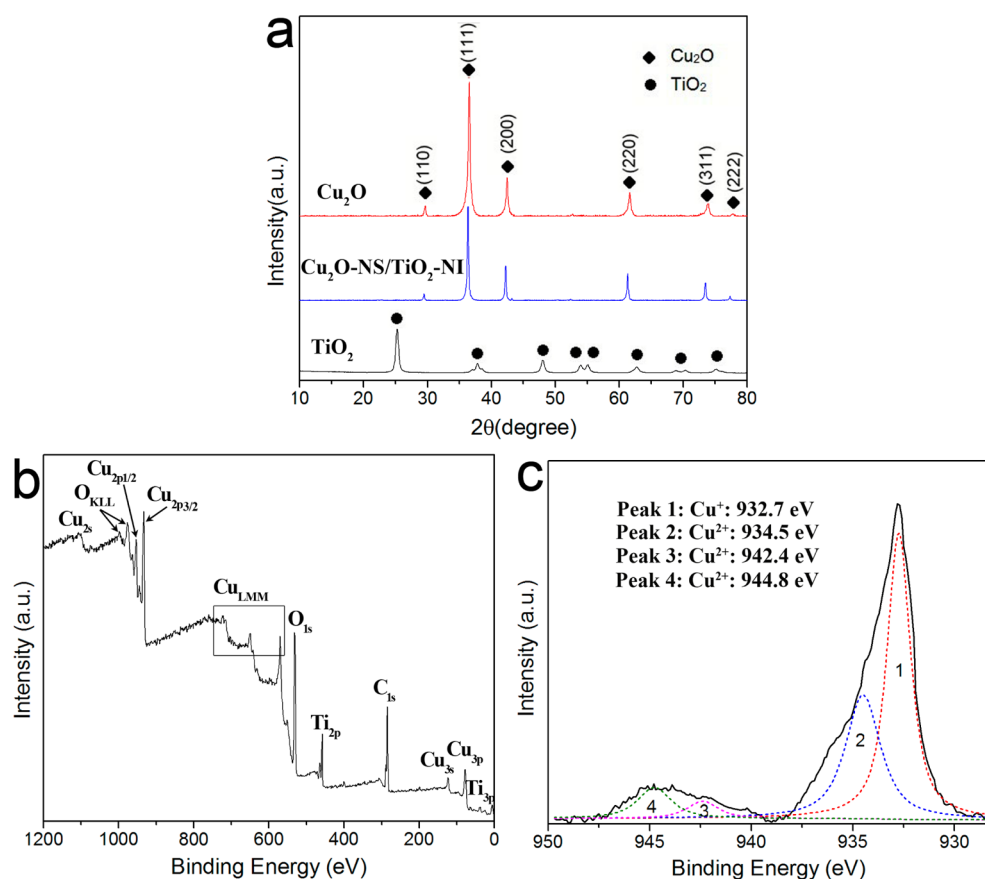 a
(111)
◆ Cu₂O
● TiO₂
(110)
(200)
(220)
(311)
(222)
Cu₂O
Cu₂O-NS/TiO₂-NI
TiO₂
Intensity(a.u.)
10 20 30 40 50 60 70 80
2θ(degree)
b
Cu₂p1/2
O_KLL
Cu₂p3/2
Cu₂s
Cu_LMM
O₁s
C₁s
Ti₂p
Cu₃p
Cu₃s
Ti₃p
Intensity (a.u.)
1200 1000 800 600 400 200 0
Binding Energy (eV)
c
Peak 1: Cu⁺: 932.7 eV
Peak 2: Cu²⁺: 934.5 eV
Peak 3: Cu²⁺: 942.4 eV
Peak 4: Cu²⁺: 944.8 eV
1
2
3
4
Intensity (a.u.)
950 945 940 935 930
Binding Energy (eV)